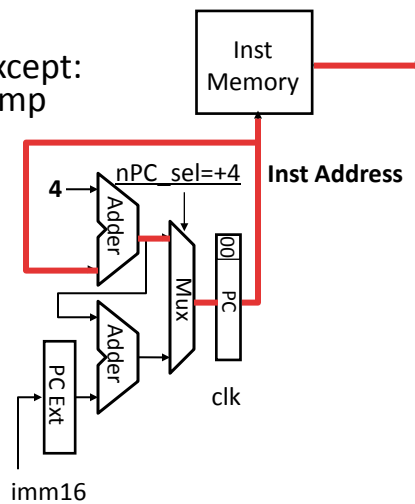 xcept:
mp
Inst
Memory
nPC_sel=+4
Inst Address
4
Adder
00
Mux
PC
Adder
PC Ext
clk
imm16